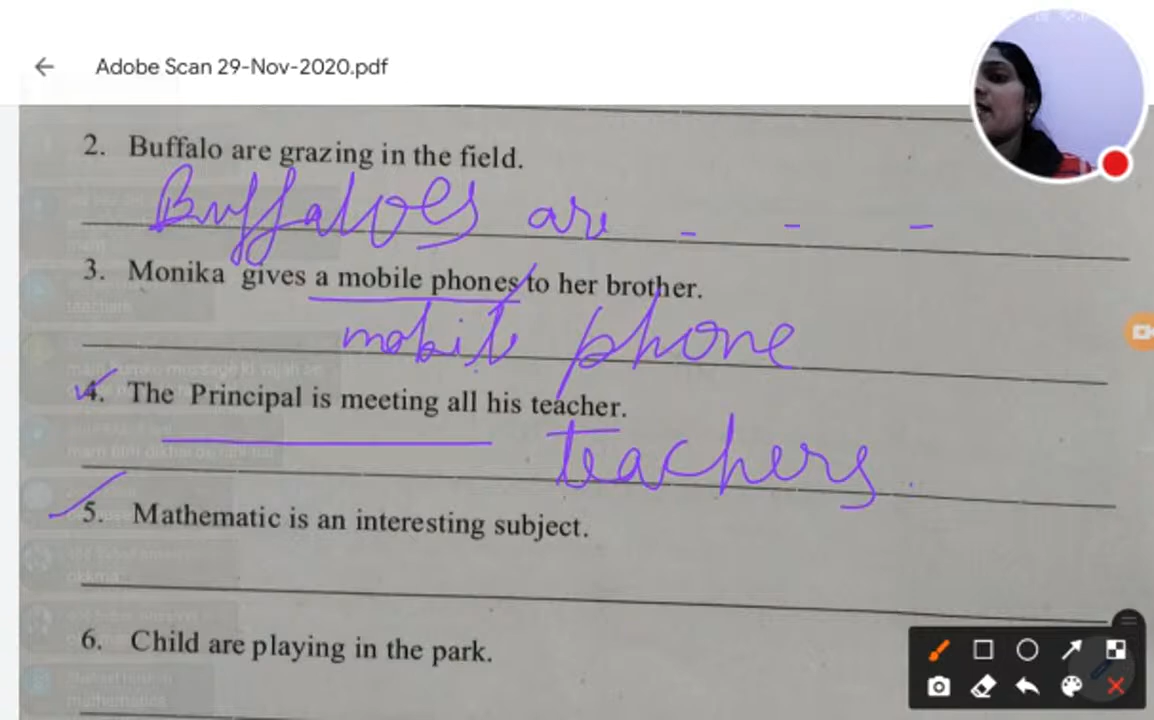 Adobe Scan 29-Nov-2020.pdf
2. Buffalo are grazing in the field.
Buffaloes are - - -
3. Monika gives a mobile phones to her brother.
mobile phone
4. The Principal is meeting all his teacher.
teachers.
5. Mathematic is an interesting subject.
6. Child are playing in the park.